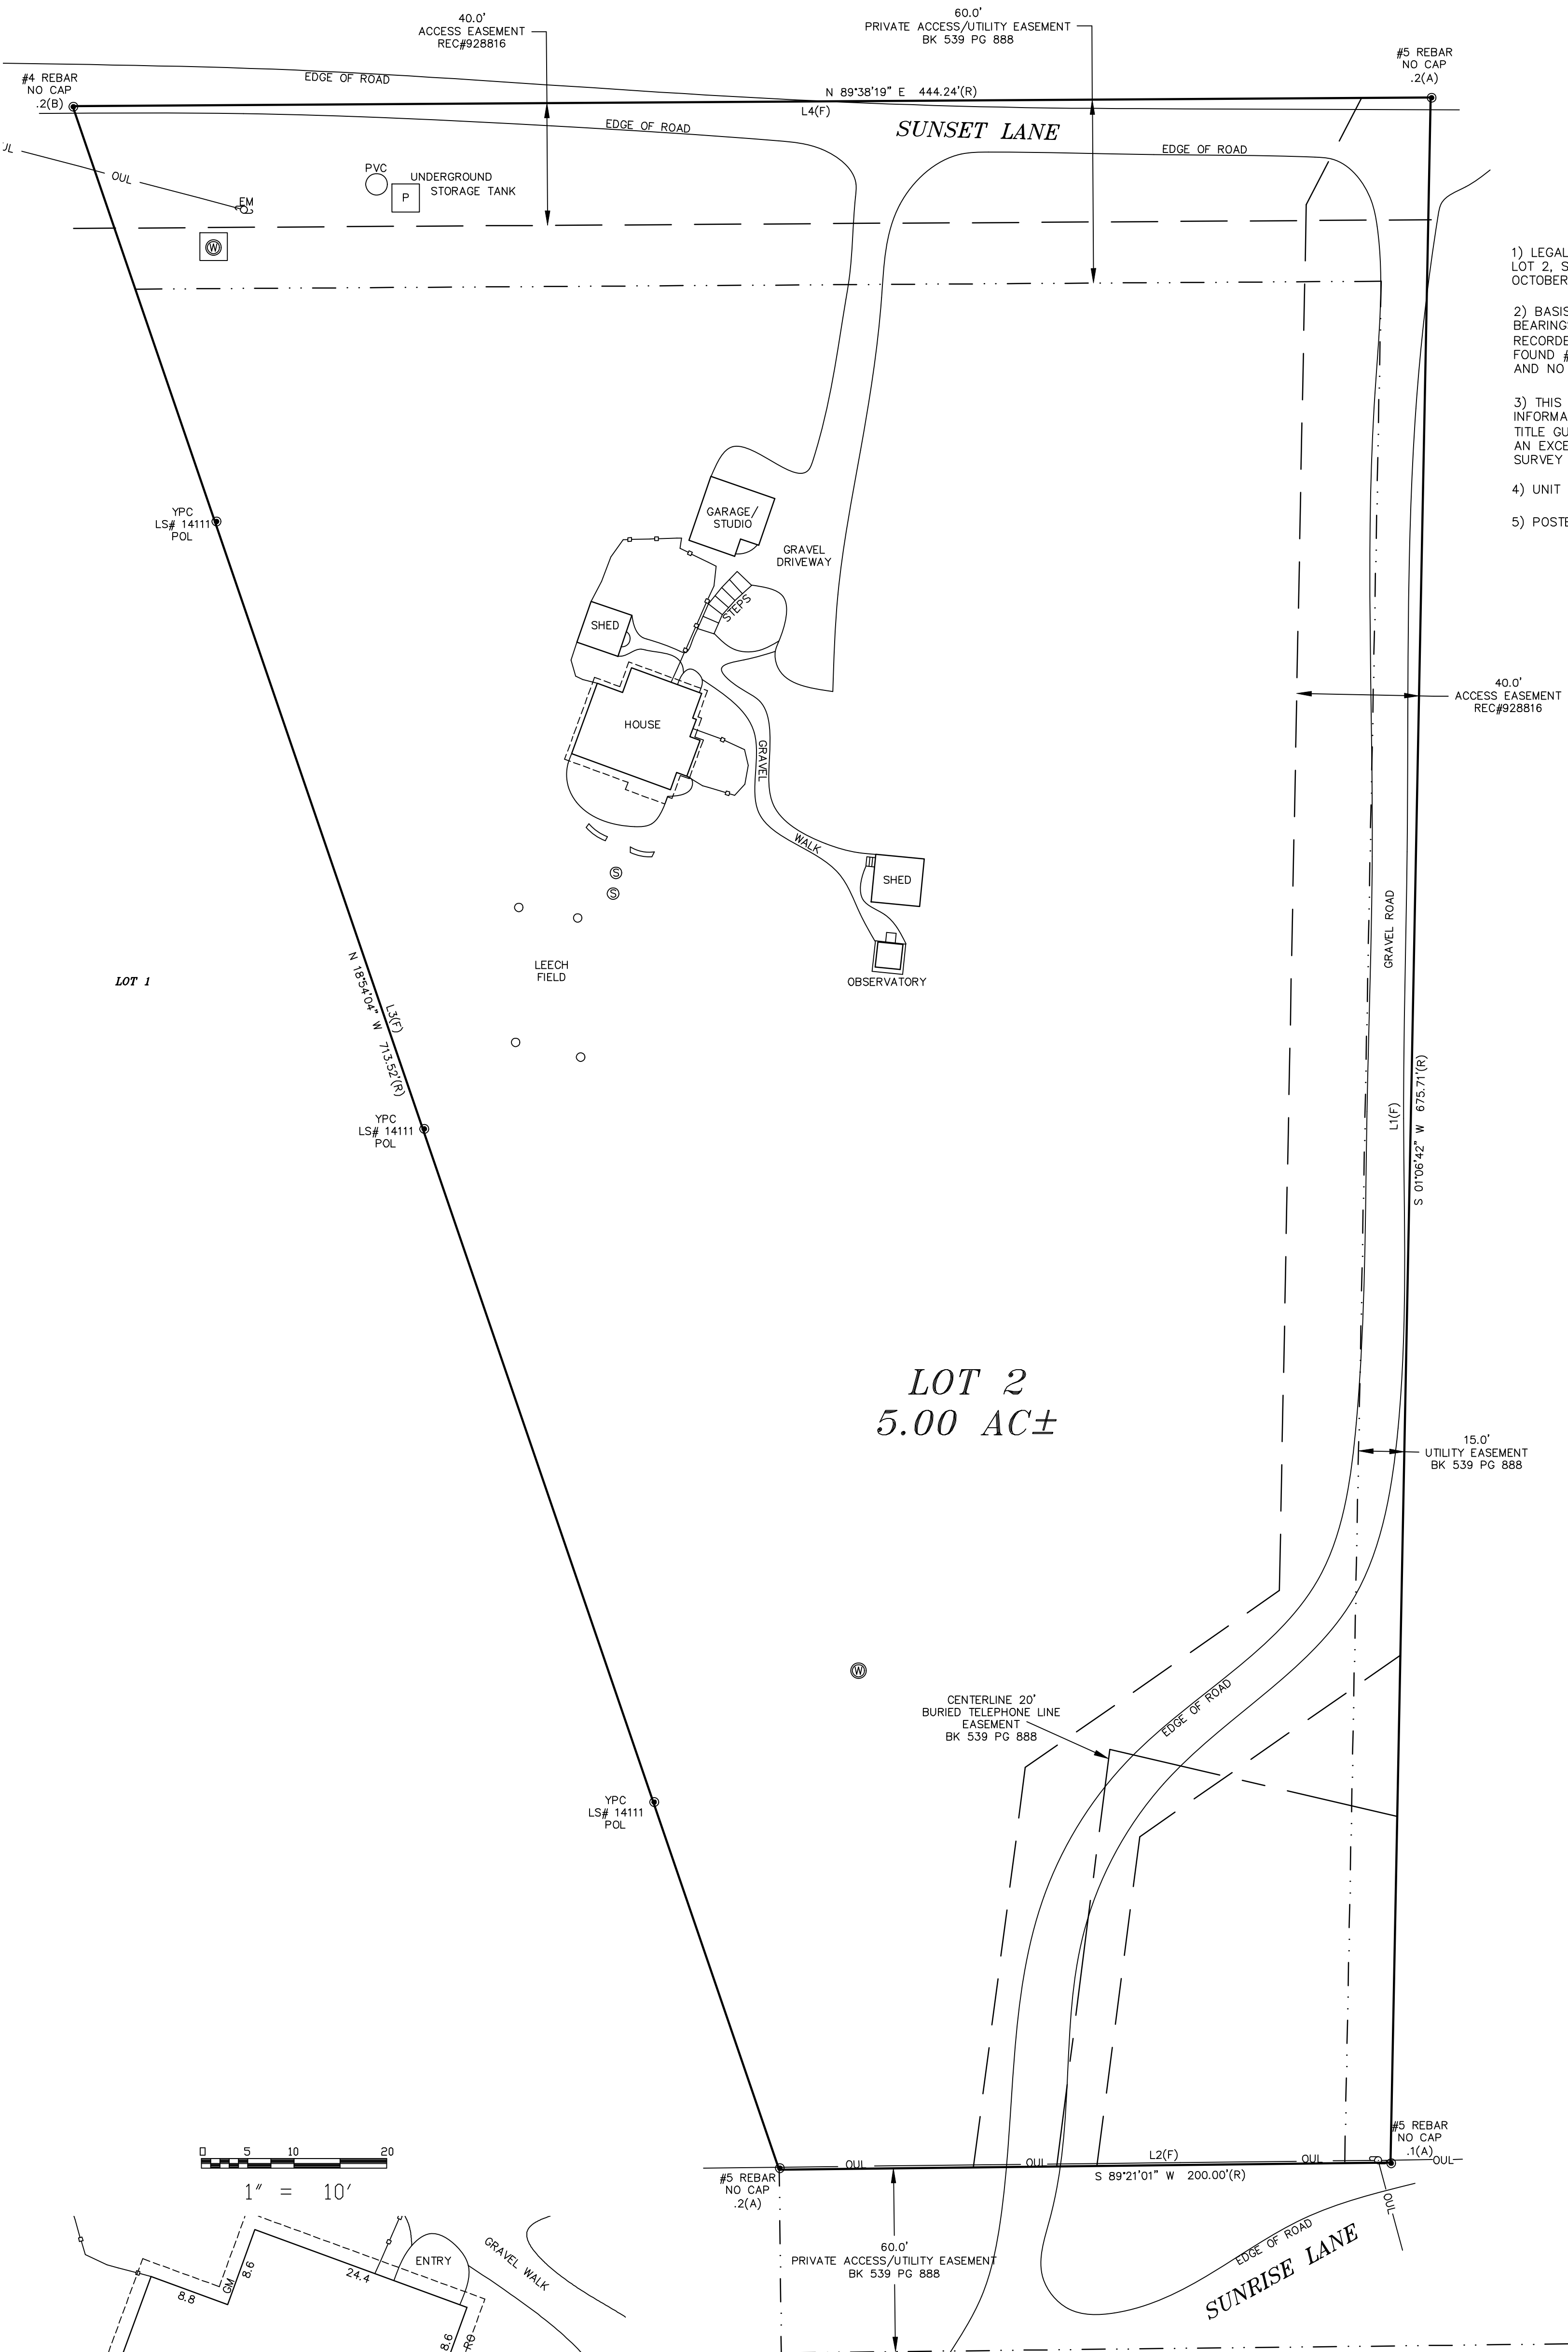 40.0'
ACCESS EASEMENT
REC#928816
60.0'
PRIVATE ACCESS/UTILITY EASEMENT
BK 539 PG 888
#5 REBAR
NO CAP
.2(A)
#4 REBAR
NO CAP
.2(B)
EDGE OF ROAD
N 89°38'19" E 444.24'(R)
L4(F)
EDGE OF ROAD
SUNSET LANE
EDGE OF ROAD
OUL
PVC
UNDERGROUND
STORAGE TANK
P
EM
W
1) LEGAL
LOT 2, S
OCTOBER
2) BASIS
BEARING
RECORDE
FOUND #
AND NO
3) THIS
INFORMA
TITLE GU
AN EXCE
SURVEY
4) UNIT
5) POSTE
YPC
LS# 14111
POL
GARAGE/
STUDIO
GRAVEL
DRIVEWAY
STEPS
SHED
HOUSE
GRAVEL
WALK
40.0'
ACCESS EASEMENT
REC#928816
SHED
S
S
LEECH
FIELD
OBSERVATORY
GRAVEL ROAD
LOT 1
N 18°54'04" W 713.52'(R)
L3(F)
L1(F)
S 01°06'42" W 675.71'(R)
YPC
LS# 14111
POL
LOT 2
5.00 AC±
15.0'
UTILITY EASEMENT
BK 539 PG 888
W
CENTERLINE 20'
BURIED TELEPHONE LINE
EASEMENT
BK 539 PG 888
EDGE OF ROAD
YPC
LS# 14111
POL
#5 REBAR
NO CAP
.1(A)
OUL
OUL
L2(F)
OUL
OUL
S 89°21'01" W 200.00'(R)
#5 REBAR
NO CAP
.2(A)
OUL
0 5 10 20
1" = 10'
60.0'
PRIVATE ACCESS/UTILITY EASEMENT
BK 539 PG 888
EDGE OF ROAD
SUNRISE LANE
8.8
GM
8.6
24.4
ENTRY
GRAVEL WALK
8.6